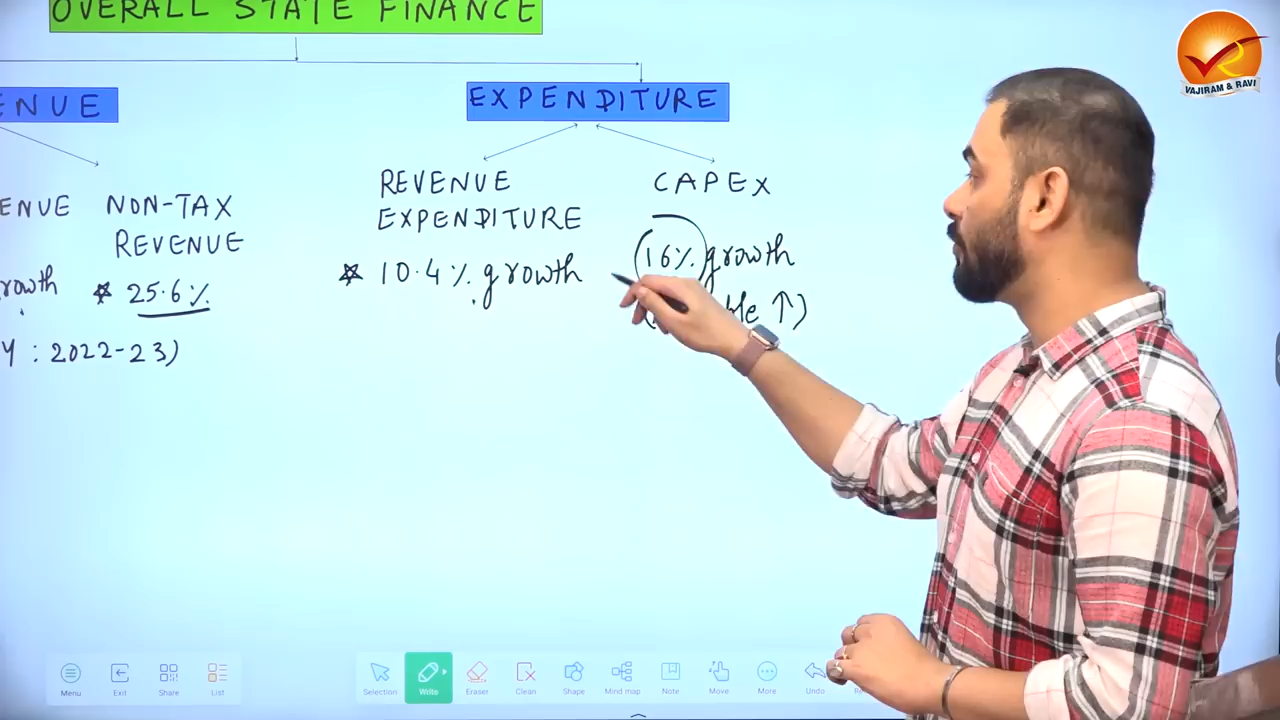 OVERALL STATE FINANCE
VAJIRAM & RAVI
ENUE
EXPENDITURE
ENUE
NON-TAX
REVENUE
REVENUE
EXPENDITURE
CAPEX
rowth
* 25.6%
* 10.4% growth
(16% growth
↑)
Y : 2022-23)
Menu
Exit
Share
List
Selection
Write
Eraser
Clean
Shape
Mind map
Note
Move
More
Undo